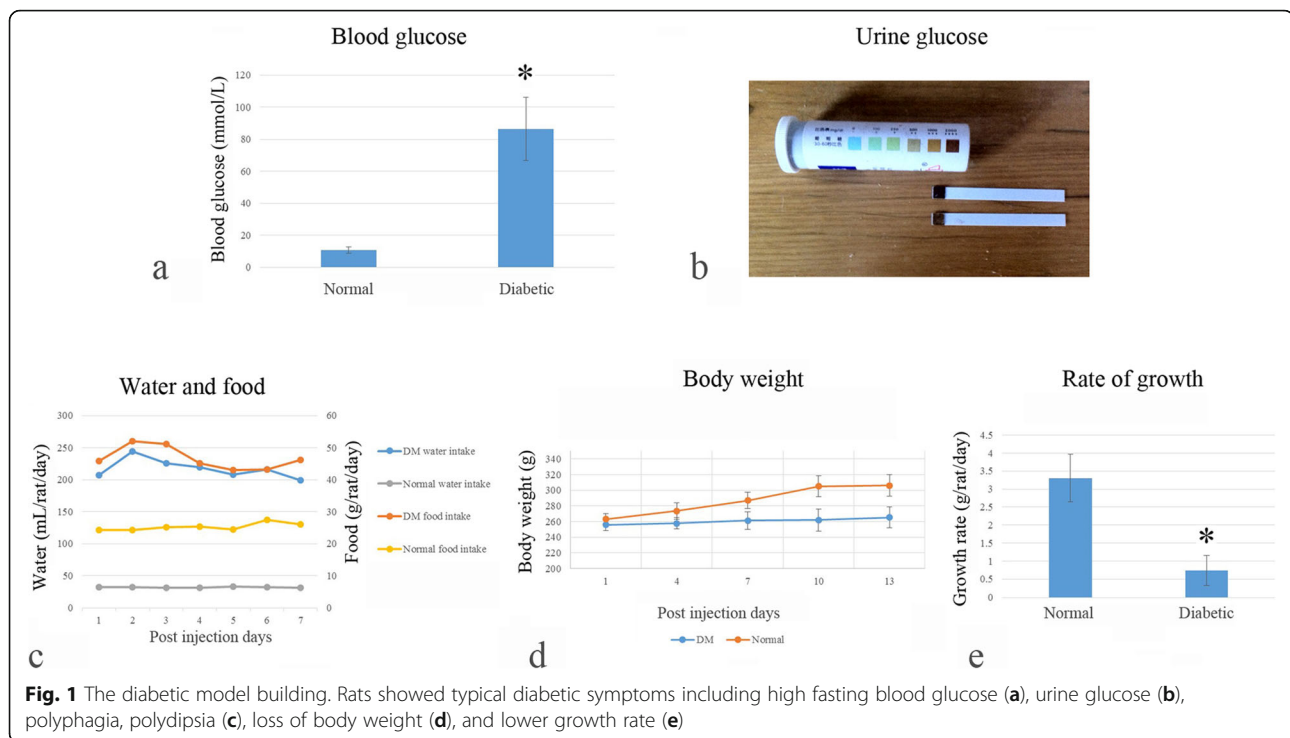 Blood glucose
Blood glucose (mmol/L)
120
100
80
60
40
20
0
*
Normal
Diabetic
a
Urine glucose
b
Water and food
Water (mL/rat/day)
300
250
200
150
100
50
0
Food (g/rat/day)
60
50
40
30
20
10
0
1 2 3 4 5 6 7
Post injection days
DM water intake
Normal water intake
DM food intake
Normal food intake
c
Body weight
Body weight (g)
340
320
300
280
260
240
220
200
1 4 7 10 13
Post injection days
DM Normal
d
Rate of growth
Growth rate (g/rat/day)
4.5
4
3.5
3
2.5
2
1.5
1
0.5
0
*
Normal
Diabetic
e
Fig. 1 The diabetic model building. Rats showed typical diabetic symptoms including high fasting blood glucose (a), urine glucose (b),
polyphagia, polydipsia (c), loss of body weight (d), and lower growth rate (e)